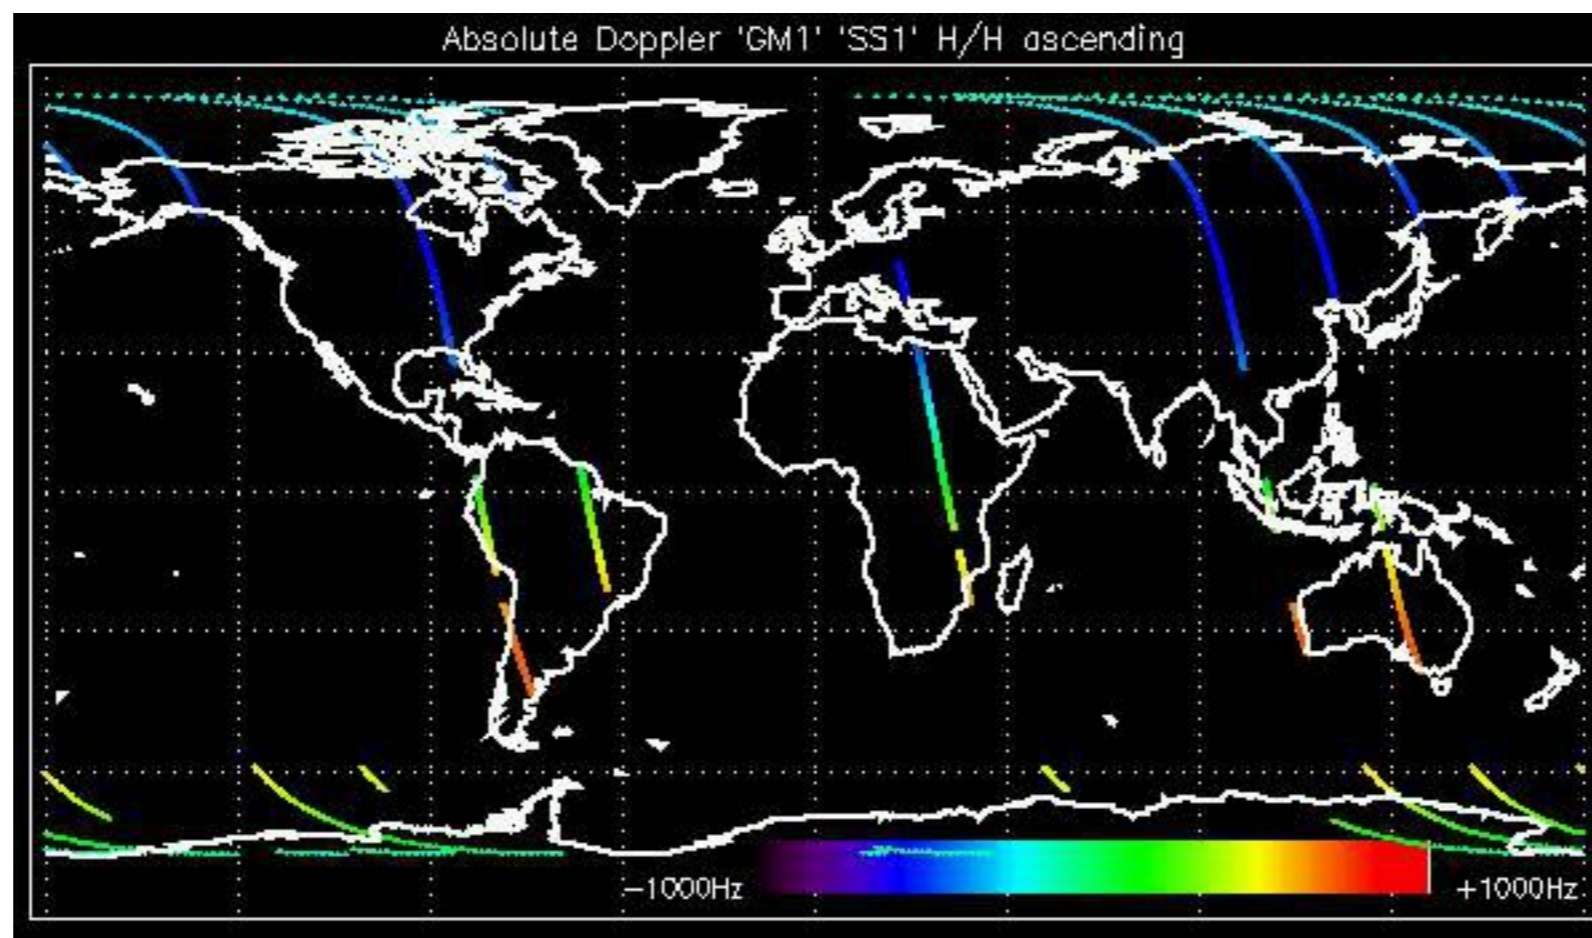 Absolute Doppler 'GM1' 'SS1' H/H ascending
-1000Hz +1000Hz